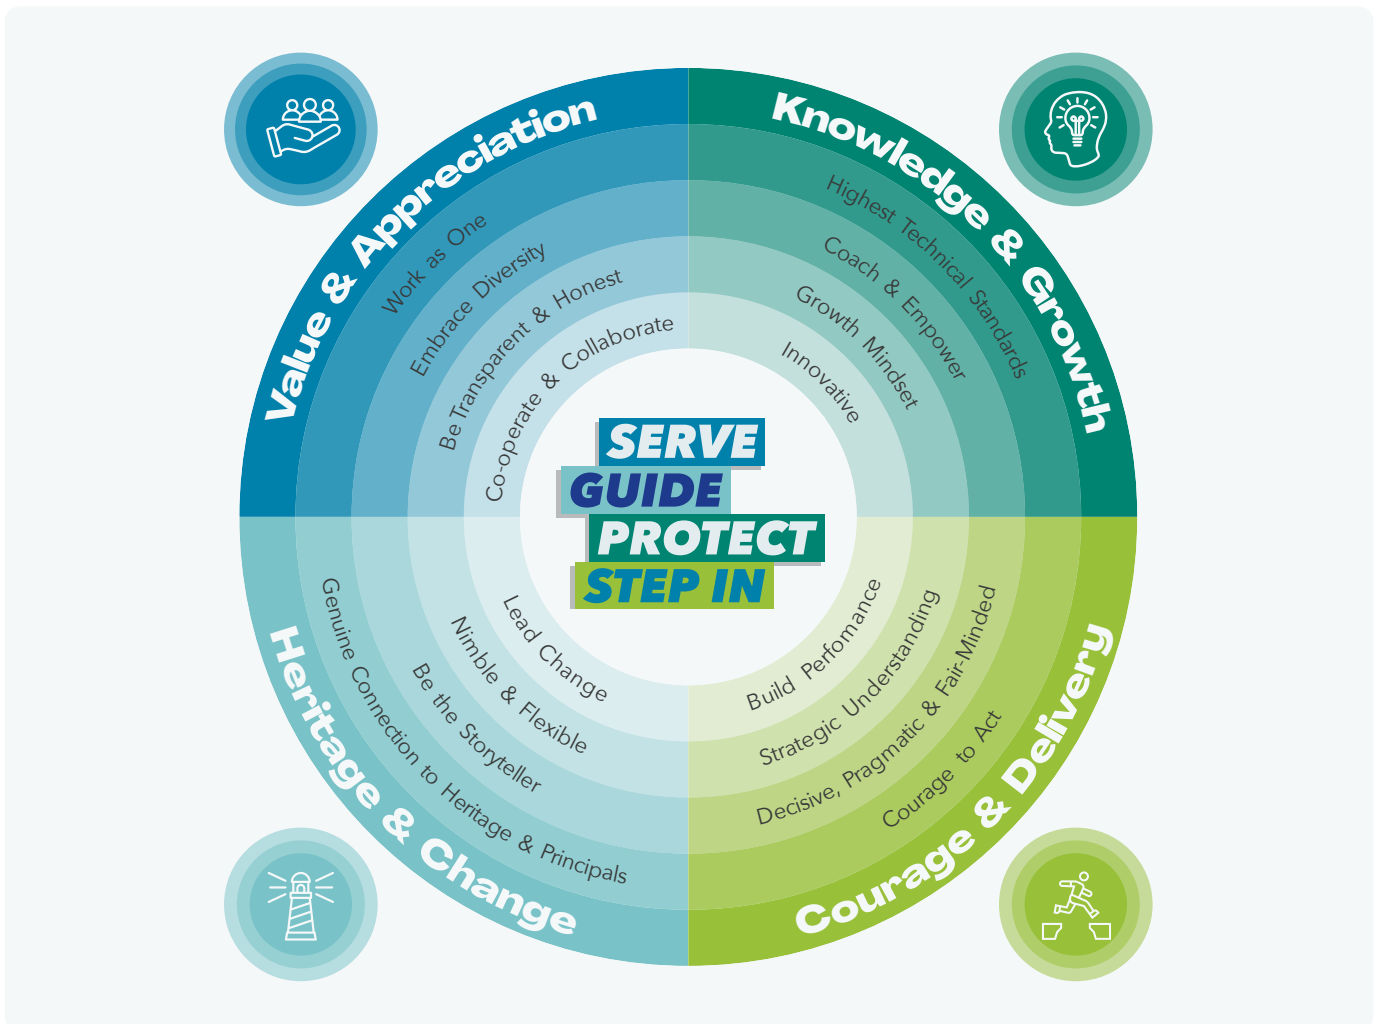 Value & Appreciation
Work as One
Embrace Diversity
Be Transparent & Honest
Co-operate & Collaborate
Knowledge & Growth
Highest Technical Standards
Coach & Empower
Growth Mindset
Innovative
SERVE
GUIDE
PROTECT
STEP IN
Heritage & Change
Genuine Connection to Heritage & Principals
Be the Storyteller
Nimble & Flexible
Lead Change
Build Perfomance
Strategic Understanding
Decisive, Pragmatic & Fair-Minded
Courage to Act
Courage & Delivery